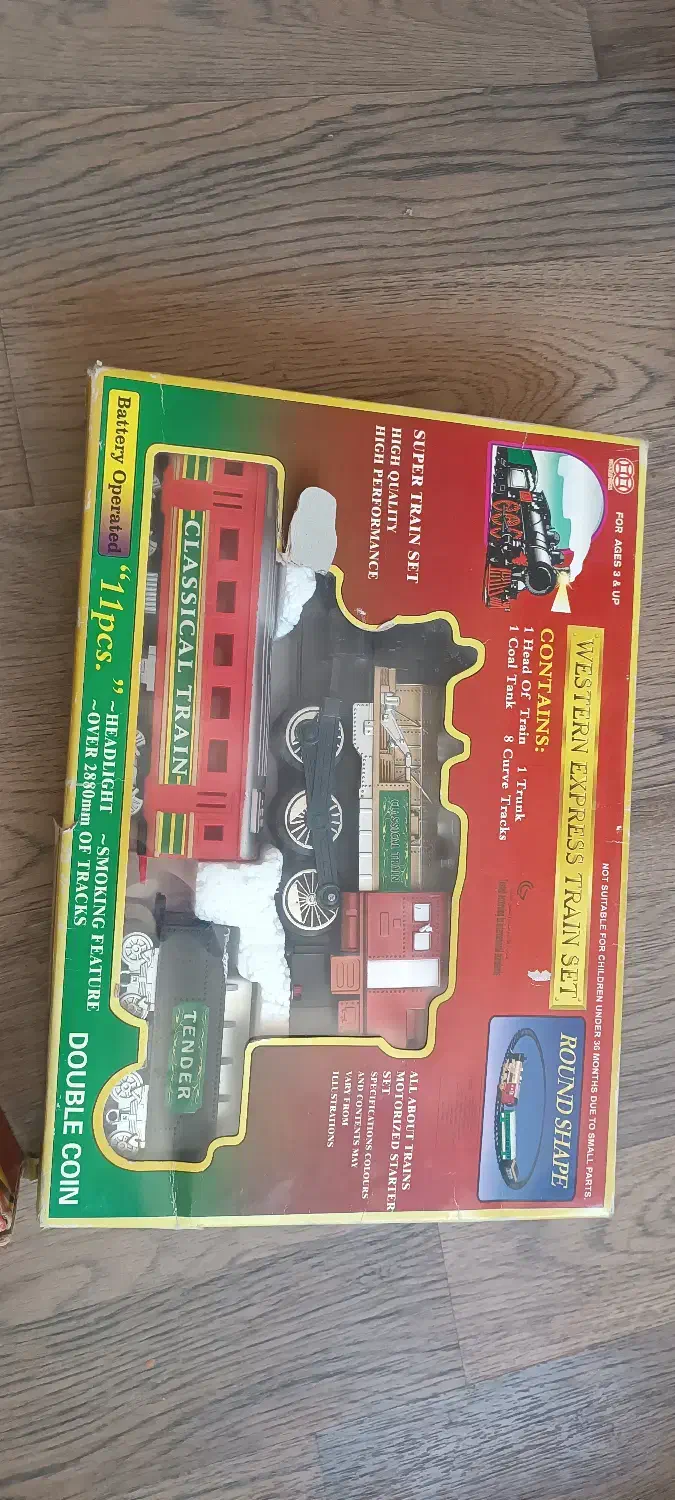 FOR AGES 3 & UP
NOT SUITABLE FOR CHILDREN UNDER 36 MONTHS DUE TO SMALL PARTS.
WESTERN EXPRESS TRAIN SET
CONTAINS:
1 Head Of Train 1 Trunk
1 Coal Tank 8 Curve Tracks
ROUND SHAPE
SUPER TRAIN SET
HIGH QUALITY
HIGH PERFORMANCE
CLASSICAL TRAIN
CLASSICAL TRAIN
TENDER
ALL ABOUT TRAINS
MOTORIZED STARTER
SET
SPECIFICATIONS COLOURS
AND CONTENTS MAY
VARY FROM
ILLUSTRATIONS
Battery Operated
"11pcs."
~HEADLIGHT ~SMOKING FEATURE
~OVER 2880mm OF TRACKS
DOUBLE COIN